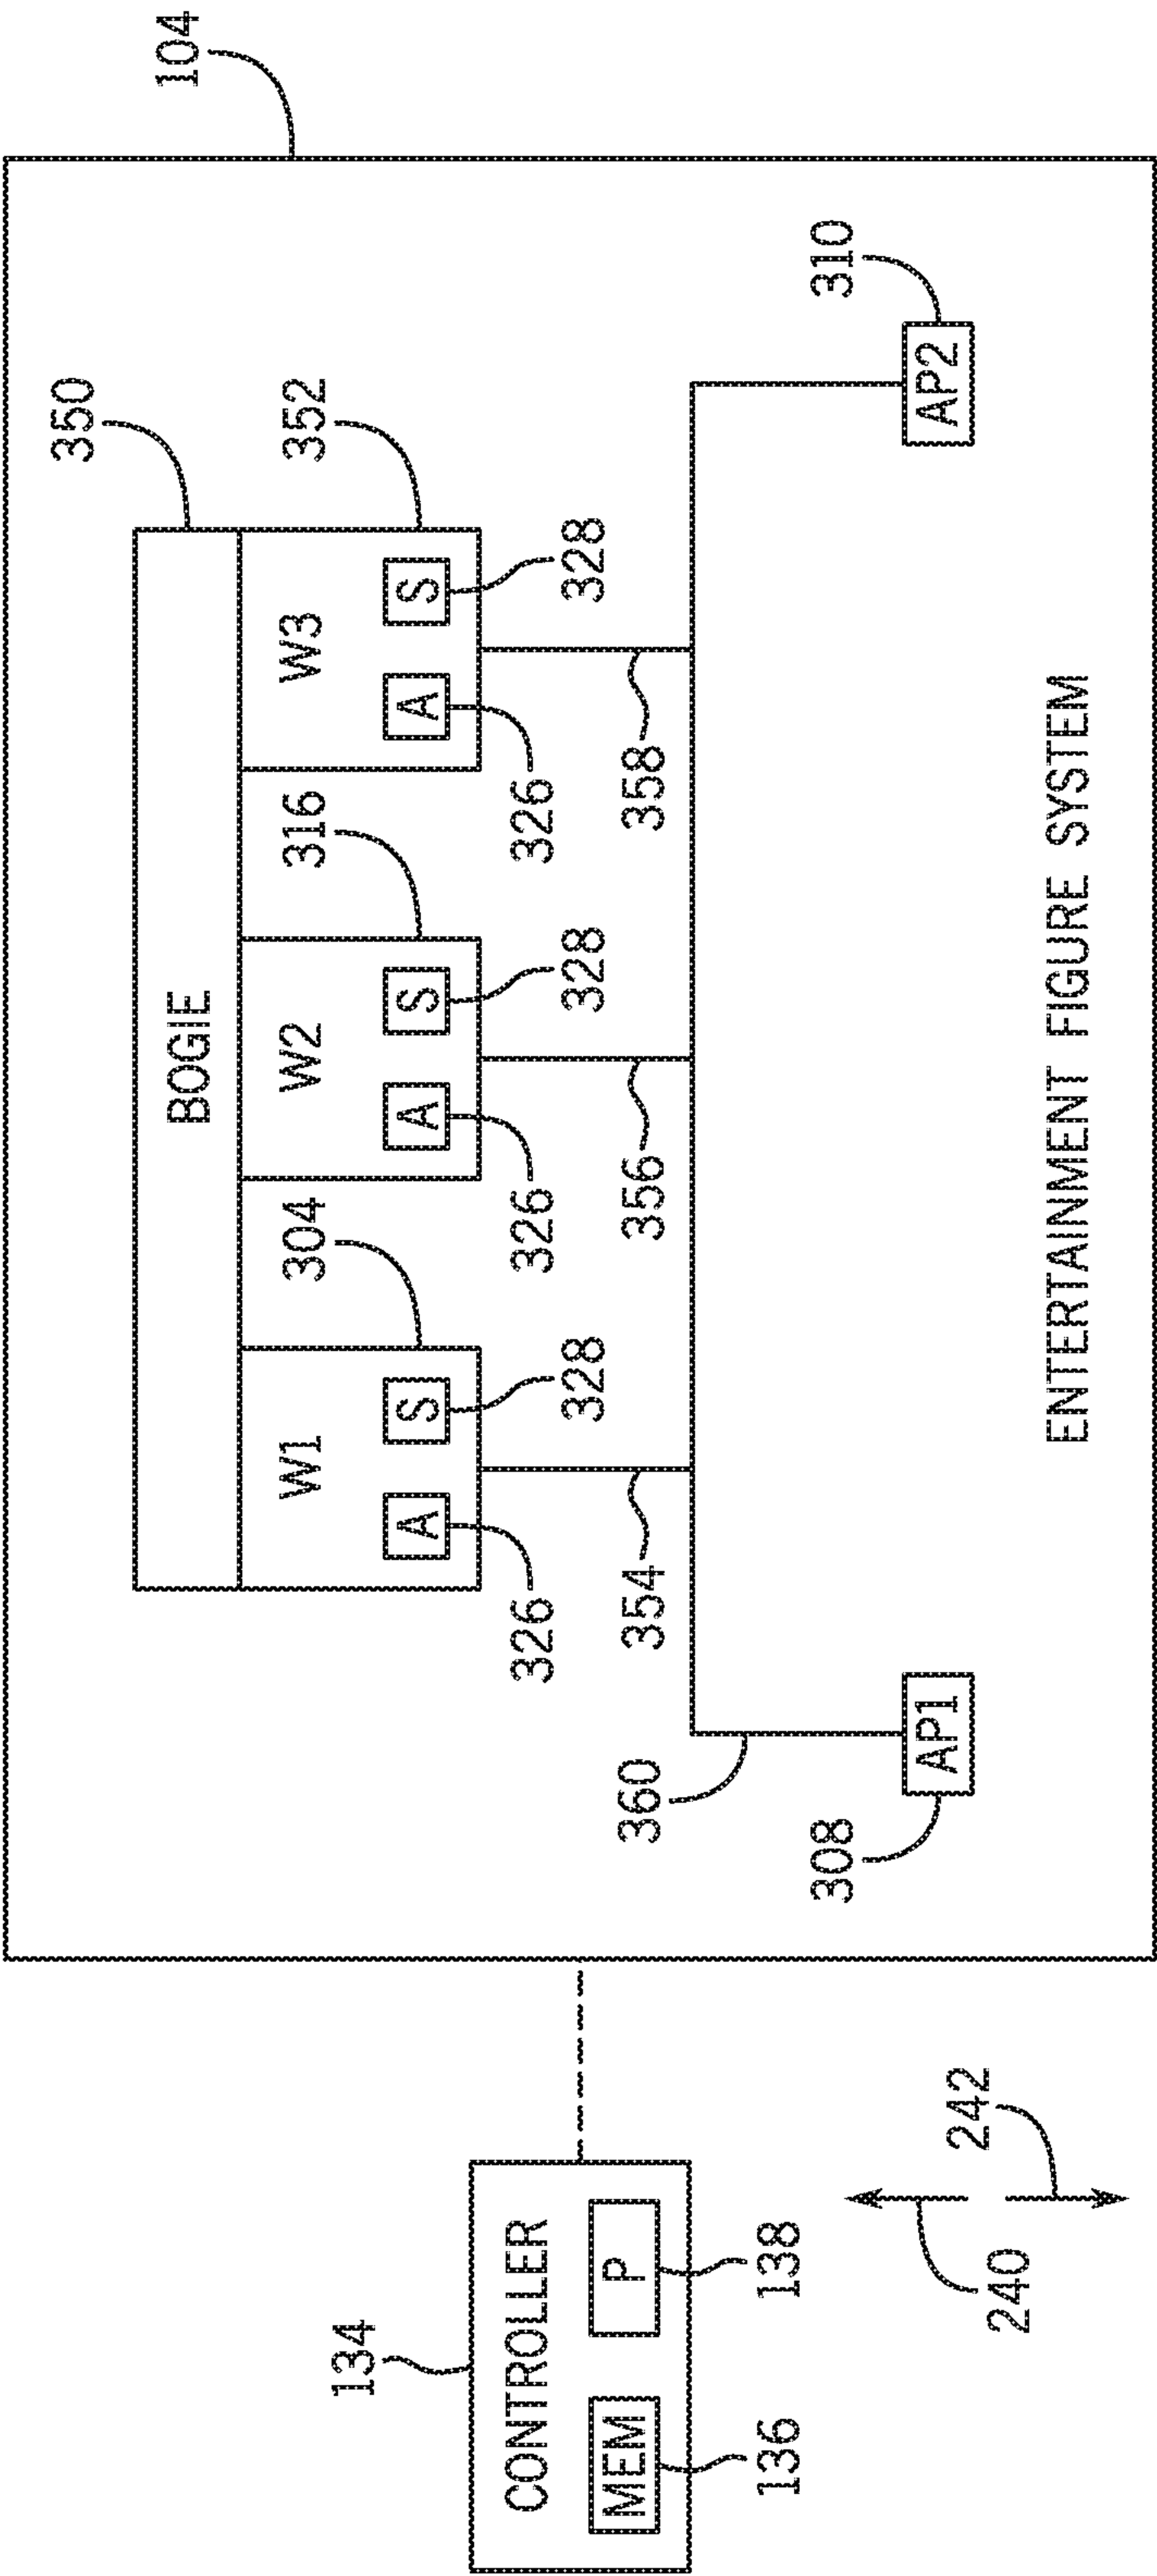 104
350
BOGIE
352
W3
A
S
316
W2
A
S
304
W1
A
S
326
328
326
328
326
328
354
356
358
360
308
AP1
310
AP2
ENTERTAINMENT FIGURE SYSTEM
134
CONTROLLER
MEM
P
136
138
240
242